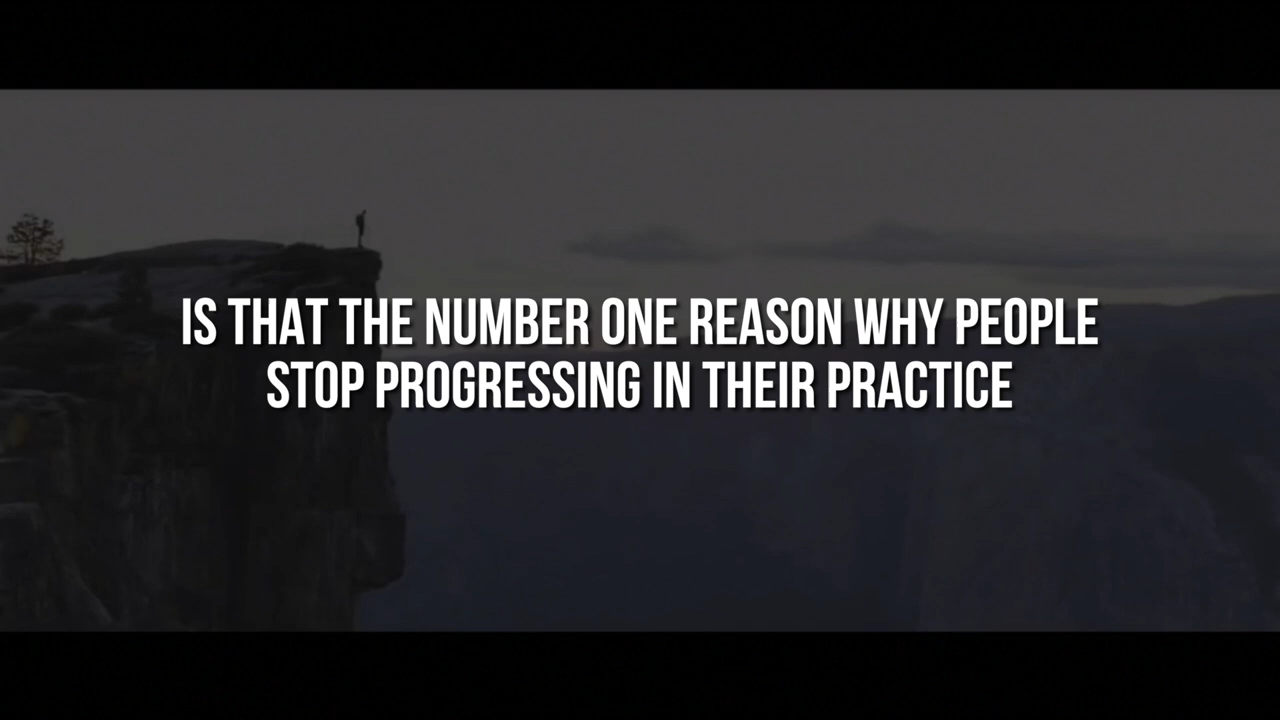 IS THAT THE NUMBER ONE REASON WHY PEOPLE
STOP PROGRESSING IN THEIR PRACTICE